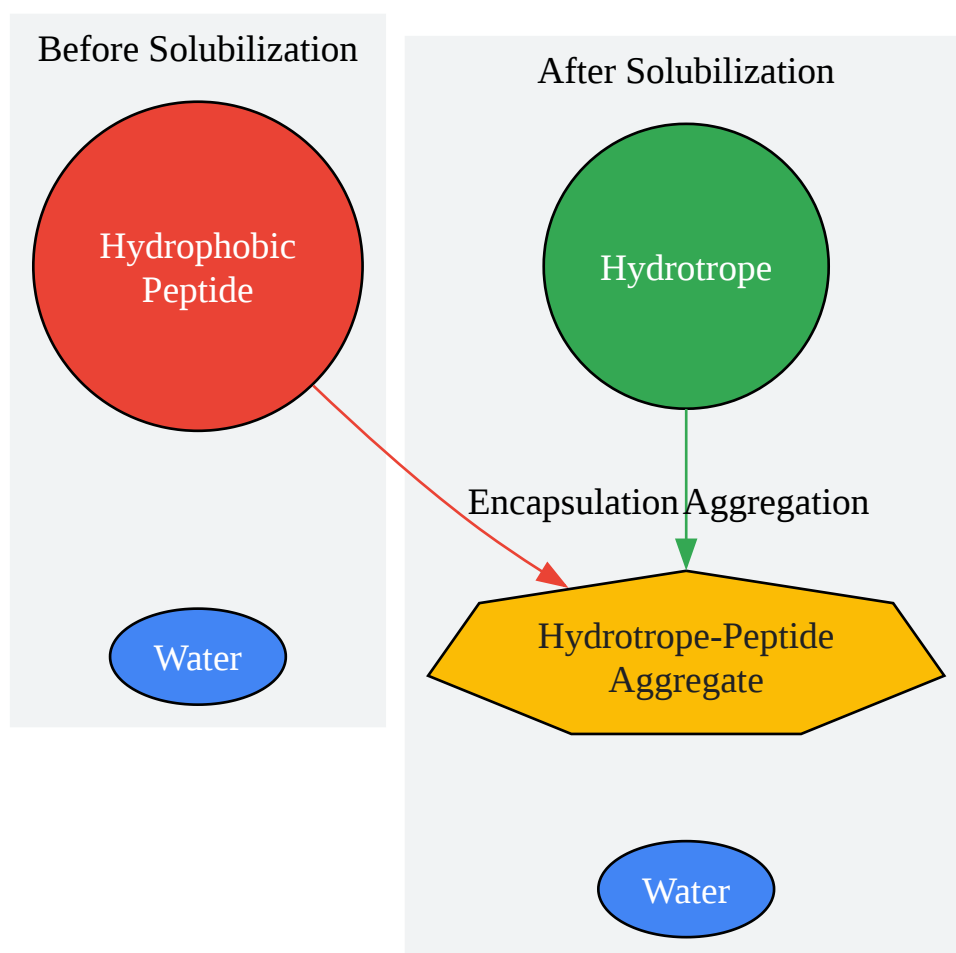 Before Solubilization
Hydrophobic
Peptide
Water
After Solubilization
Hydrotrope
Encapsulation
Aggregation
Hydrotrope-Peptide
Aggregate
Water